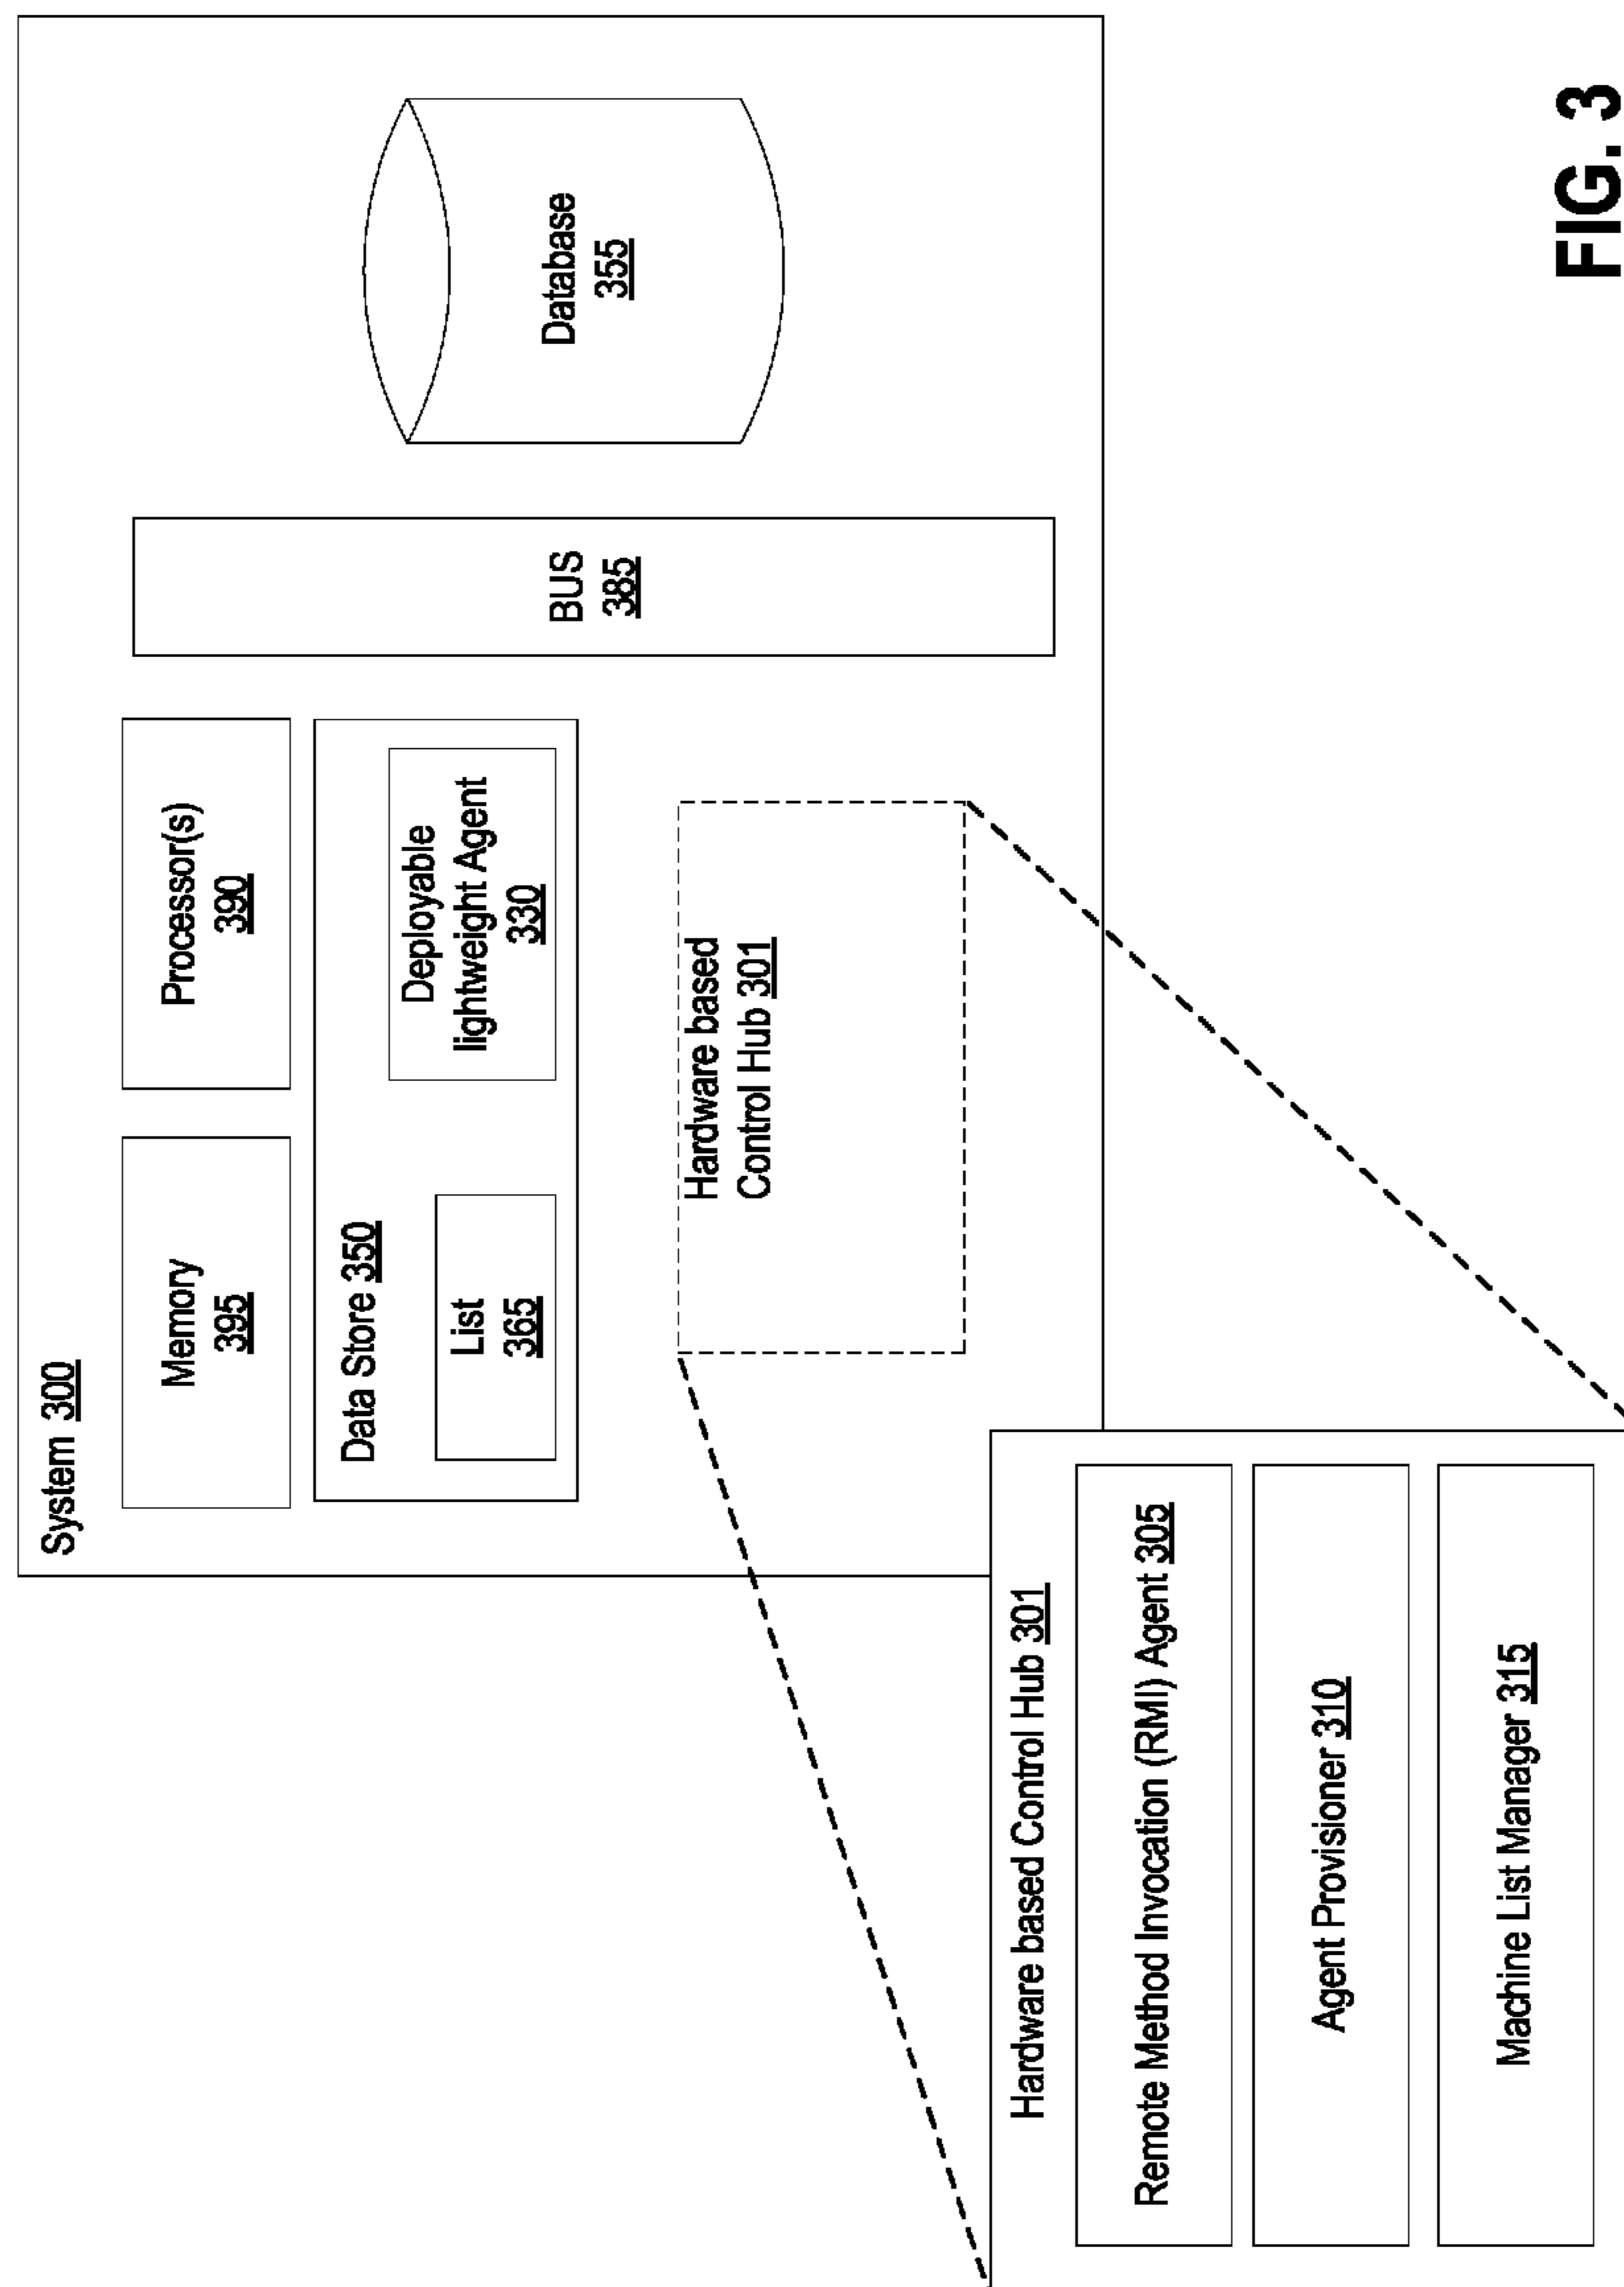 System 300
Memory
395
Processor(s)
390
Data Store 350
List
365
Deployable
lightweight Agent
330
Hardware based
Control Hub 301
BUS
385
Database
355
Hardware based Control Hub 301
Remote Method Invocation (RMI) Agent 305
Agent Provisioner 310
Machine List Manager 315
FIG. 3